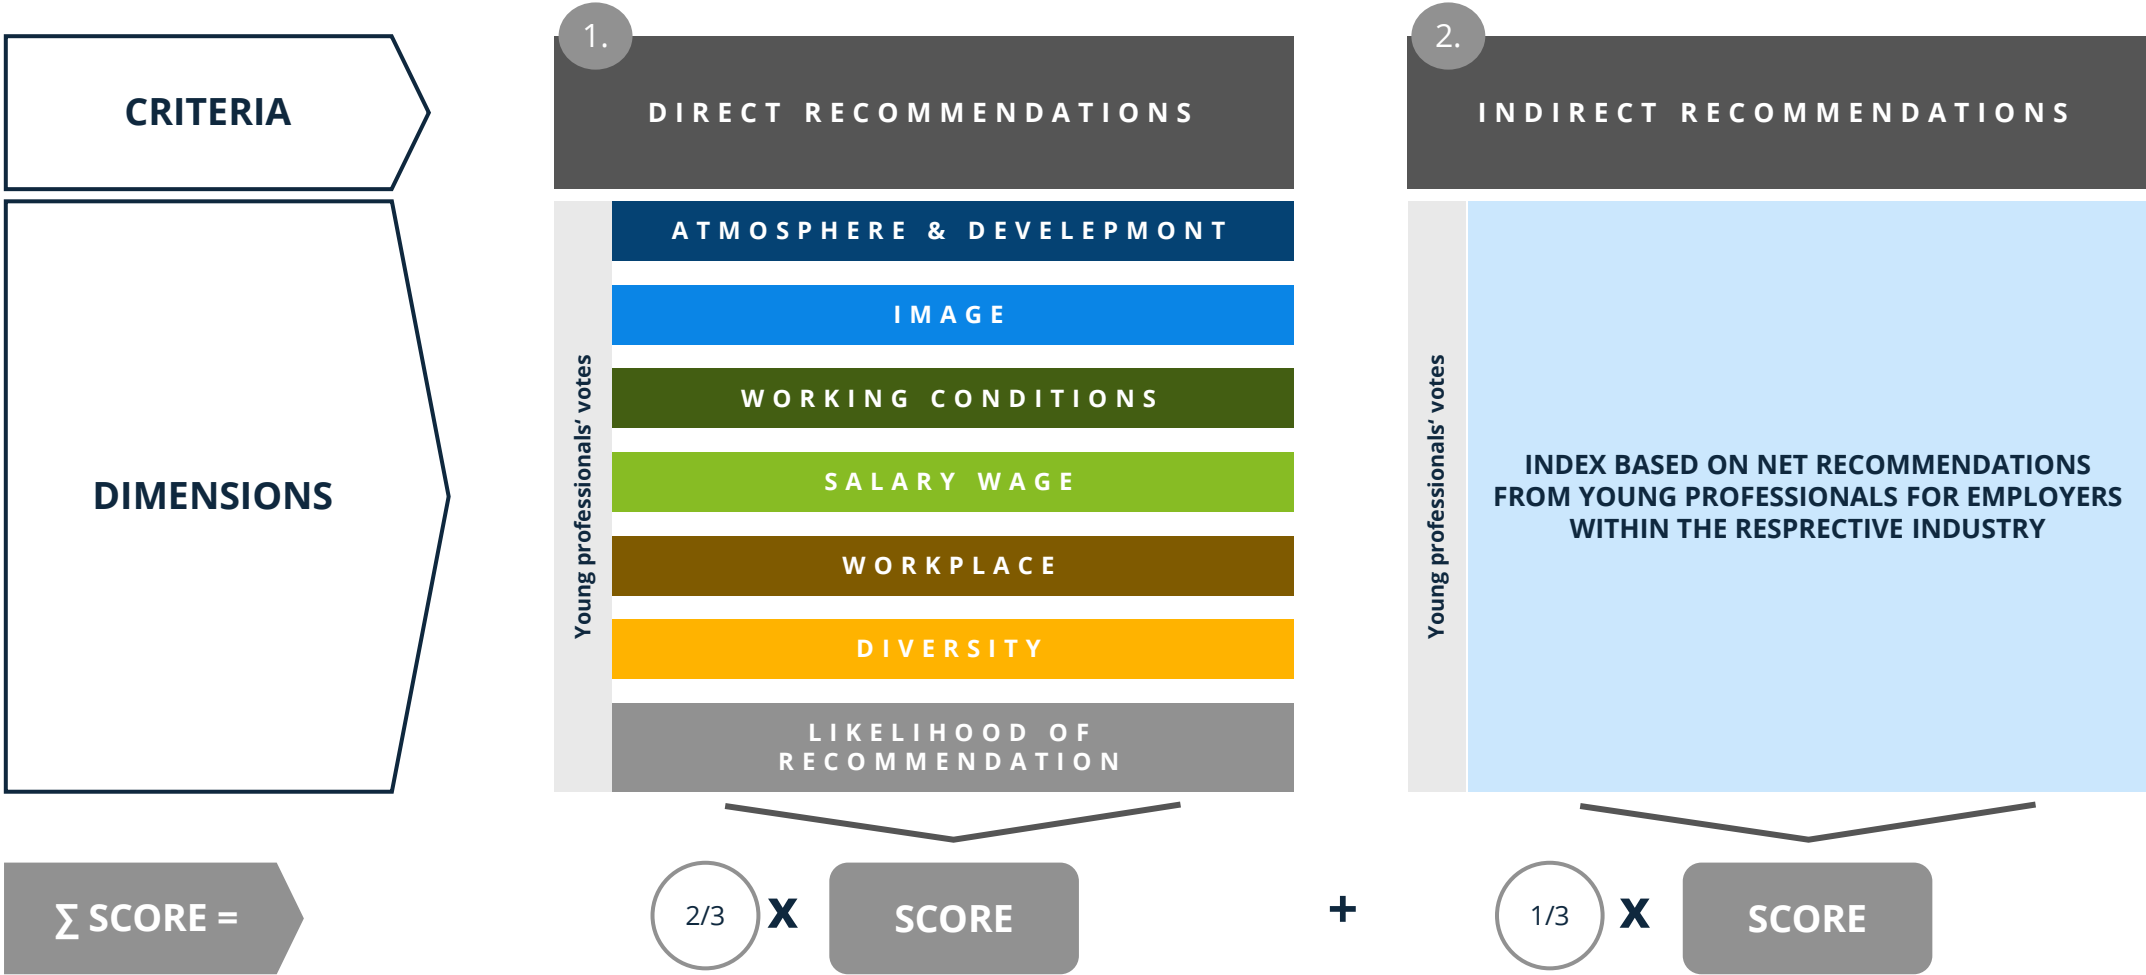 CRITERIA
1.
DIRECT RECOMMENDATIONS
2.
INDIRECT RECOMMENDATIONS
DIMENSIONS
Young professionals‘ votes
ATMOSPHERE & DEVELEPMONT
IMAGE
WORKING CONDITIONS
SALARY WAGE
WORKPLACE
DIVERSITY
LIKELIHOOD OF
RECOMMENDATION
Young professionals‘ votes
INDEX BASED ON NET RECOMMENDATIONS
FROM YOUNG PROFESSIONALS FOR EMPLOYERS
WITHIN THE RESPRECTIVE INDUSTRY
∑ SCORE =
2/3 x SCORE
+
1/3 x SCORE